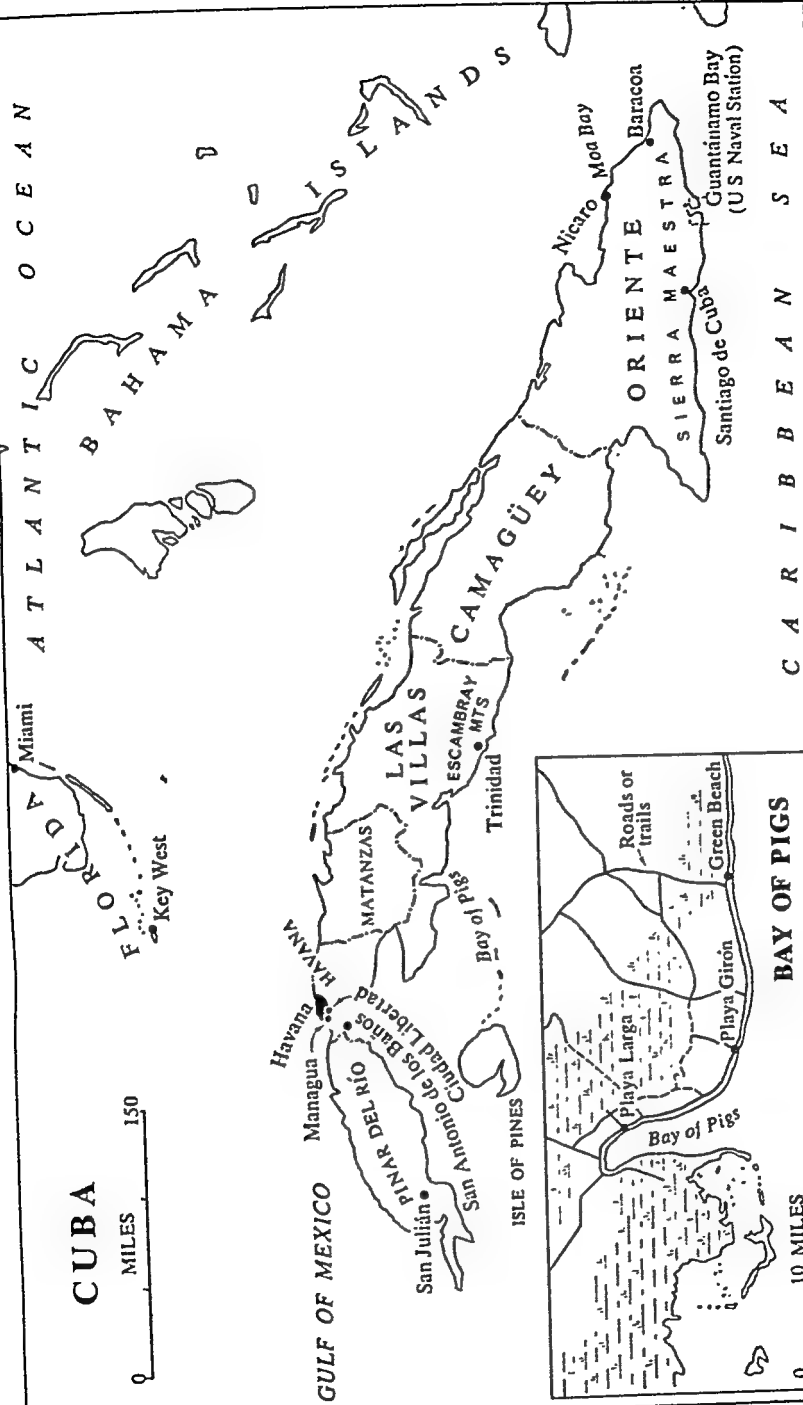 CUBA
MILES
0 150
ATLANTIC OCEAN
Miami
FLORIDA
Key West
BAHAMA
ISLANDS
GULF OF MEXICO
Havana
HAVANA
Managua
PINAR DEL RÍO
San Julián
San Antonio de los Baños
Ciudad Libertad
ISLE OF PINES
MATANZAS
Bay of Pigs
LAS
VILLAS
ESCAMBRAY
MTS
Trinidad
CAMAGÜEY
ORIENTE
SIERRA MAESTRA
Nicaro
Moa Bay
Baracoa
Santiago de Cuba
Guantánamo Bay
(US Naval Station)
CARIBBEAN SEA
Roads or
trails
Playa Larga
Bay of Pigs
Playa Girón
Green Beach
BAY OF PIGS
0 10 MILES